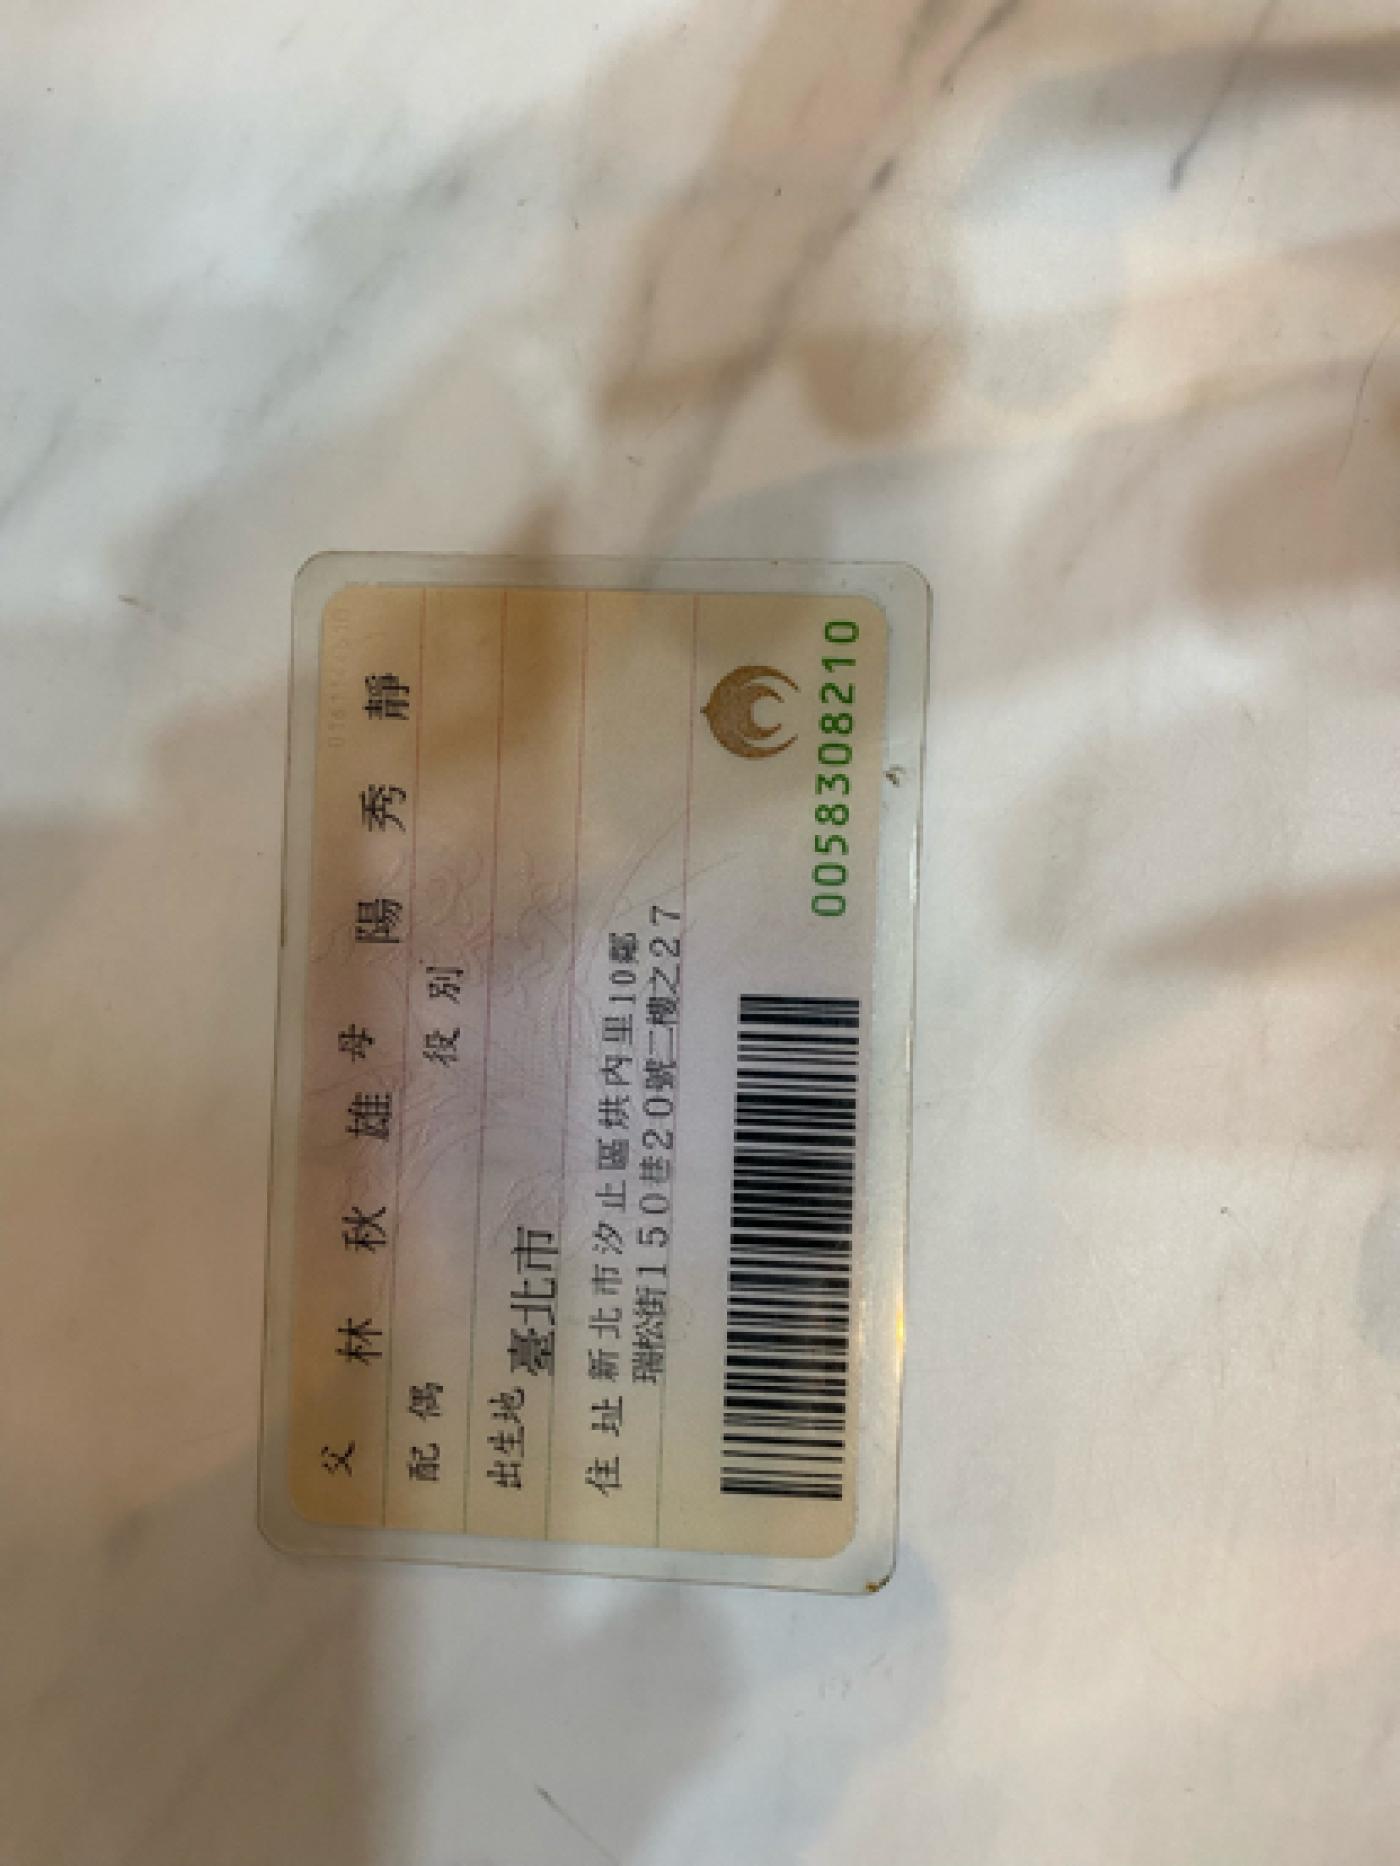 父 林秋雄 母 陽秀靜
配偶 役別
出生地 臺北市
住址 新北市汐止區烘內里10鄰
瑞松街150巷20號二樓之27
0058308210